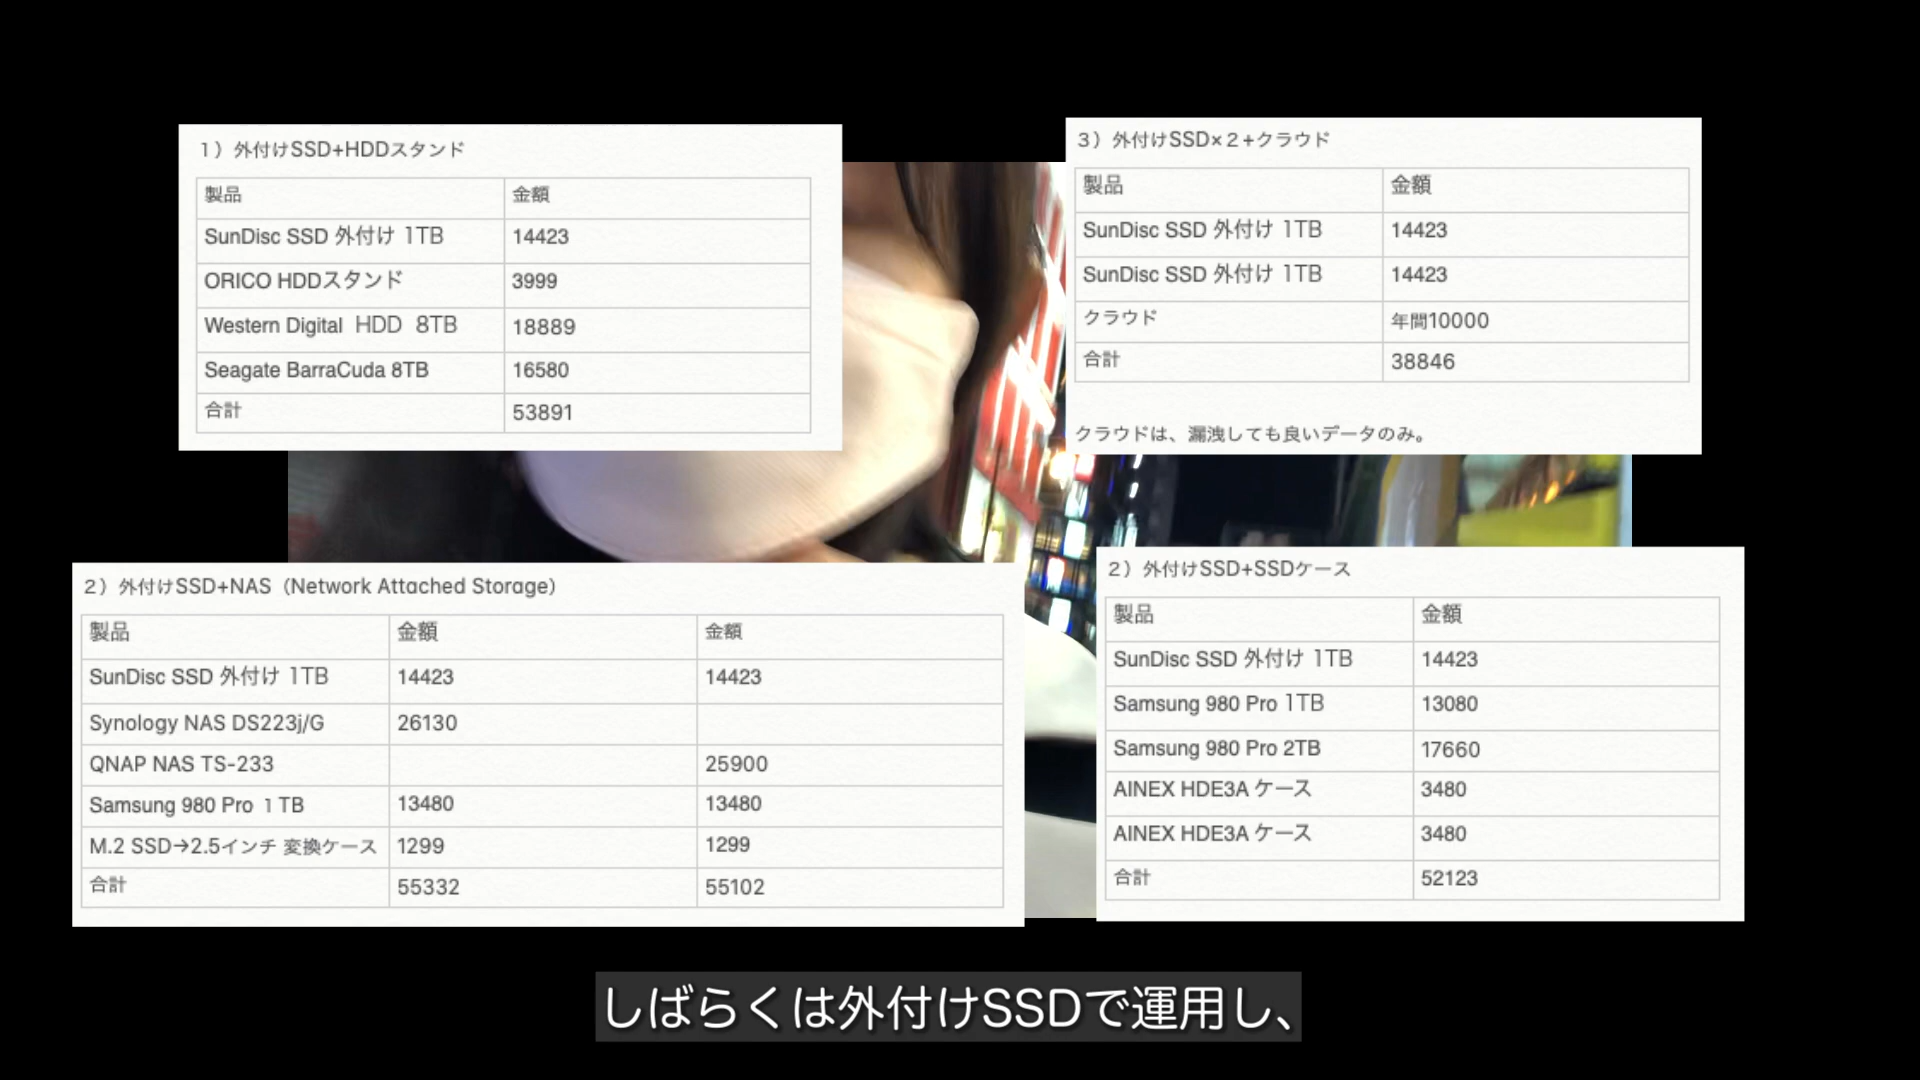 1）外付けSSD+HDDスタンド
製品 金額
SunDisc SSD 外付け 1TB 14423
ORICO HDDスタンド 3999
Western Digital HDD 8TB 18889
Seagate BarraCuda 8TB 16580
合計 53891
3）外付けSSD×2+クラウド
製品 金額
SunDisc SSD 外付け 1TB 14423
SunDisc SSD 外付け 1TB 14423
クラウド 年間10000
合計 38846
クラウドは、漏洩しても良いデータのみ。
2）外付けSSD+NAS（Network Attached Storage）
製品 金額 金額
SunDisc SSD 外付け 1TB 14423 14423
Synology NAS DS223j/G 26130
QNAP NAS TS-233 25900
Samsung 980 Pro 1TB 13480 13480
M.2 SSD→2.5インチ 変換ケース 1299 1299
合計 55332 55102
2）外付けSSD+SSDケース
製品 金額
SunDisc SSD 外付け 1TB 14423
Samsung 980 Pro 1TB 13080
Samsung 980 Pro 2TB 17660
AINEX HDE3A ケース 3480
AINEX HDE3A ケース 3480
合計 52123
しばらくは外付けSSDで運用し、